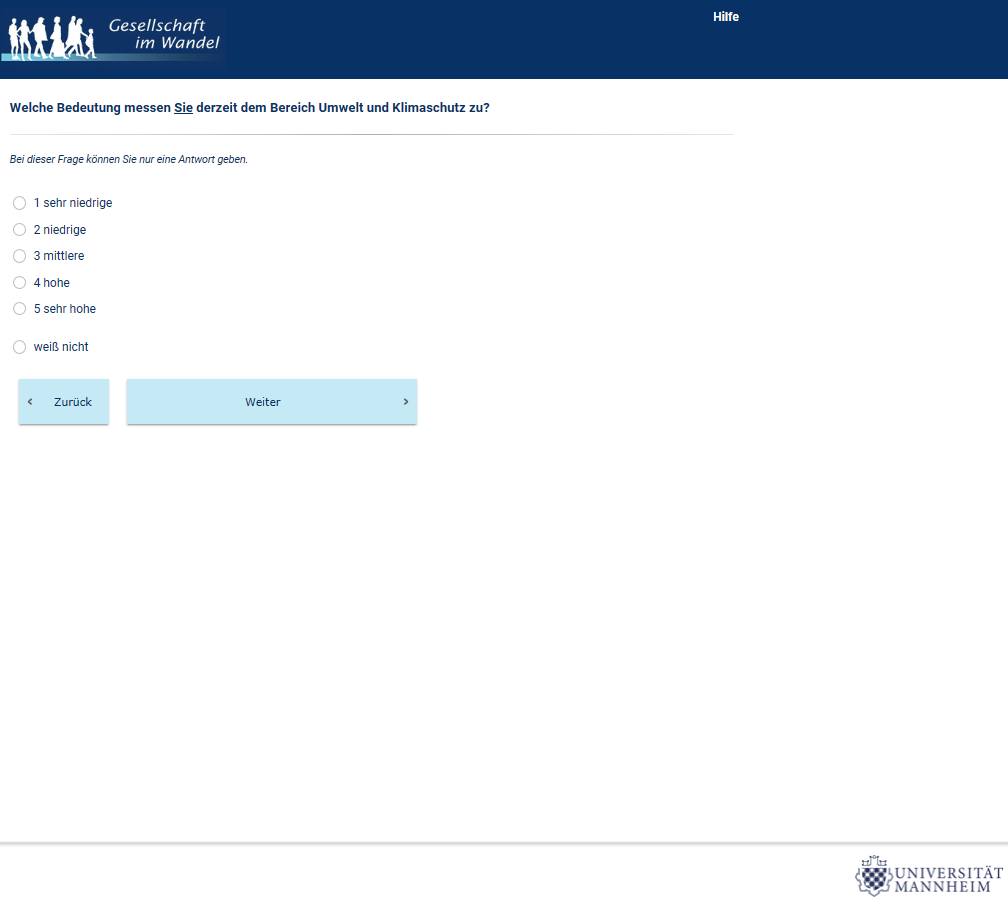 Gesellschaft
im Wandel
Hilfe
Welche Bedeutung messen Sie derzeit dem Bereich Umwelt und Klimaschutz zu?
Bei dieser Frage können Sie nur eine Antwort geben.
1 sehr niedrige
2 niedrige
3 mittlere
4 hohe
5 sehr hohe
weiß nicht
‹ Zurück
Weiter ›
UNIVERSITÄT
MANNHEIM